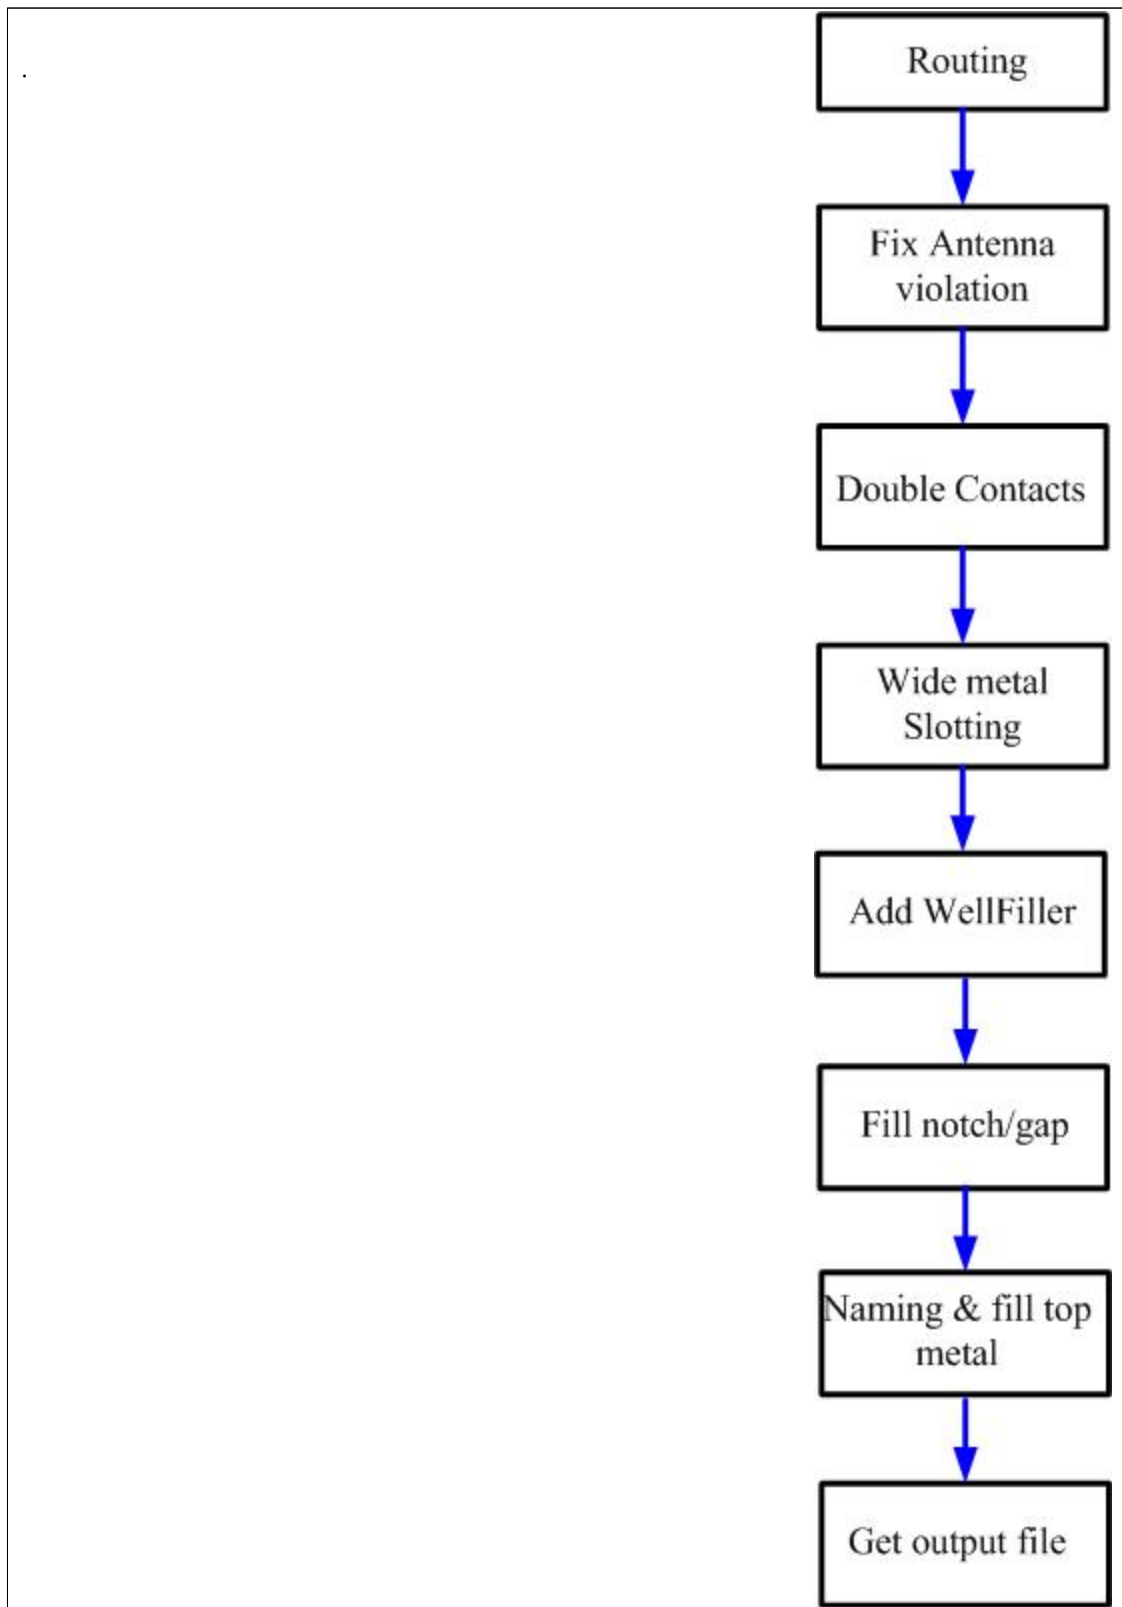 .
Routing
Fix Antenna
violation
Double Contacts
Wide metal
Slotting
Add WellFiller
Fill notch/gap
Naming & fill top
metal
Get output file